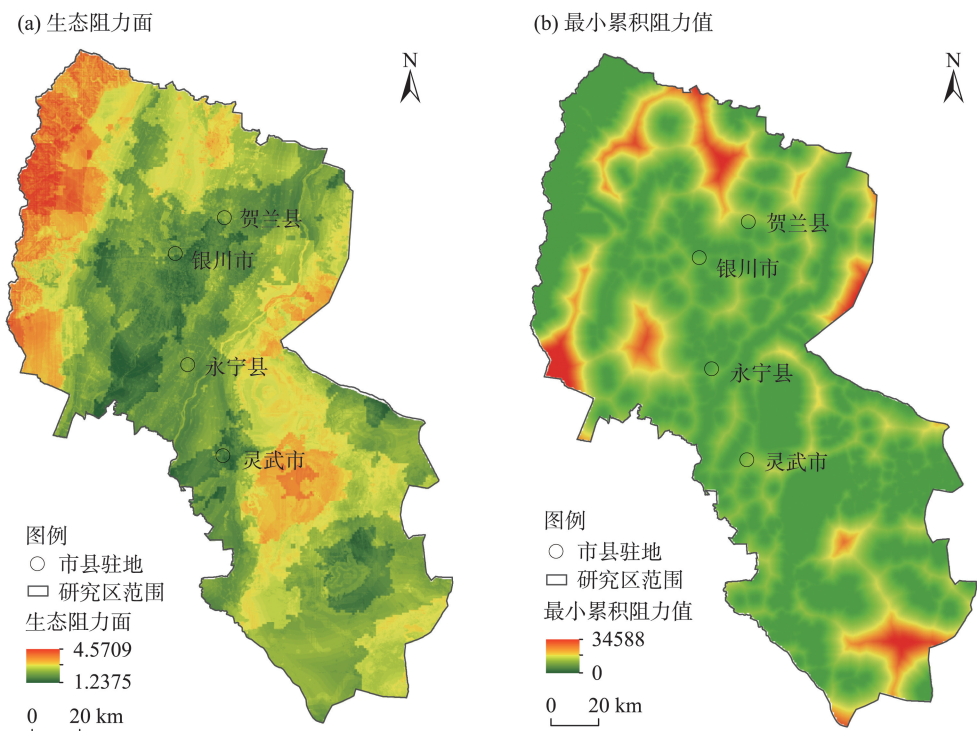 (a) 生态阻力面
N
贺兰县
银川市
永宁县
灵武市
图例
市县驻地
研究区范围
生态阻力面
4.5709
1.2375
0 20 km
(b) 最小累积阻力值
N
贺兰县
银川市
永宁县
灵武市
图例
市县驻地
研究区范围
最小累积阻力值
34588
0
0 20 km